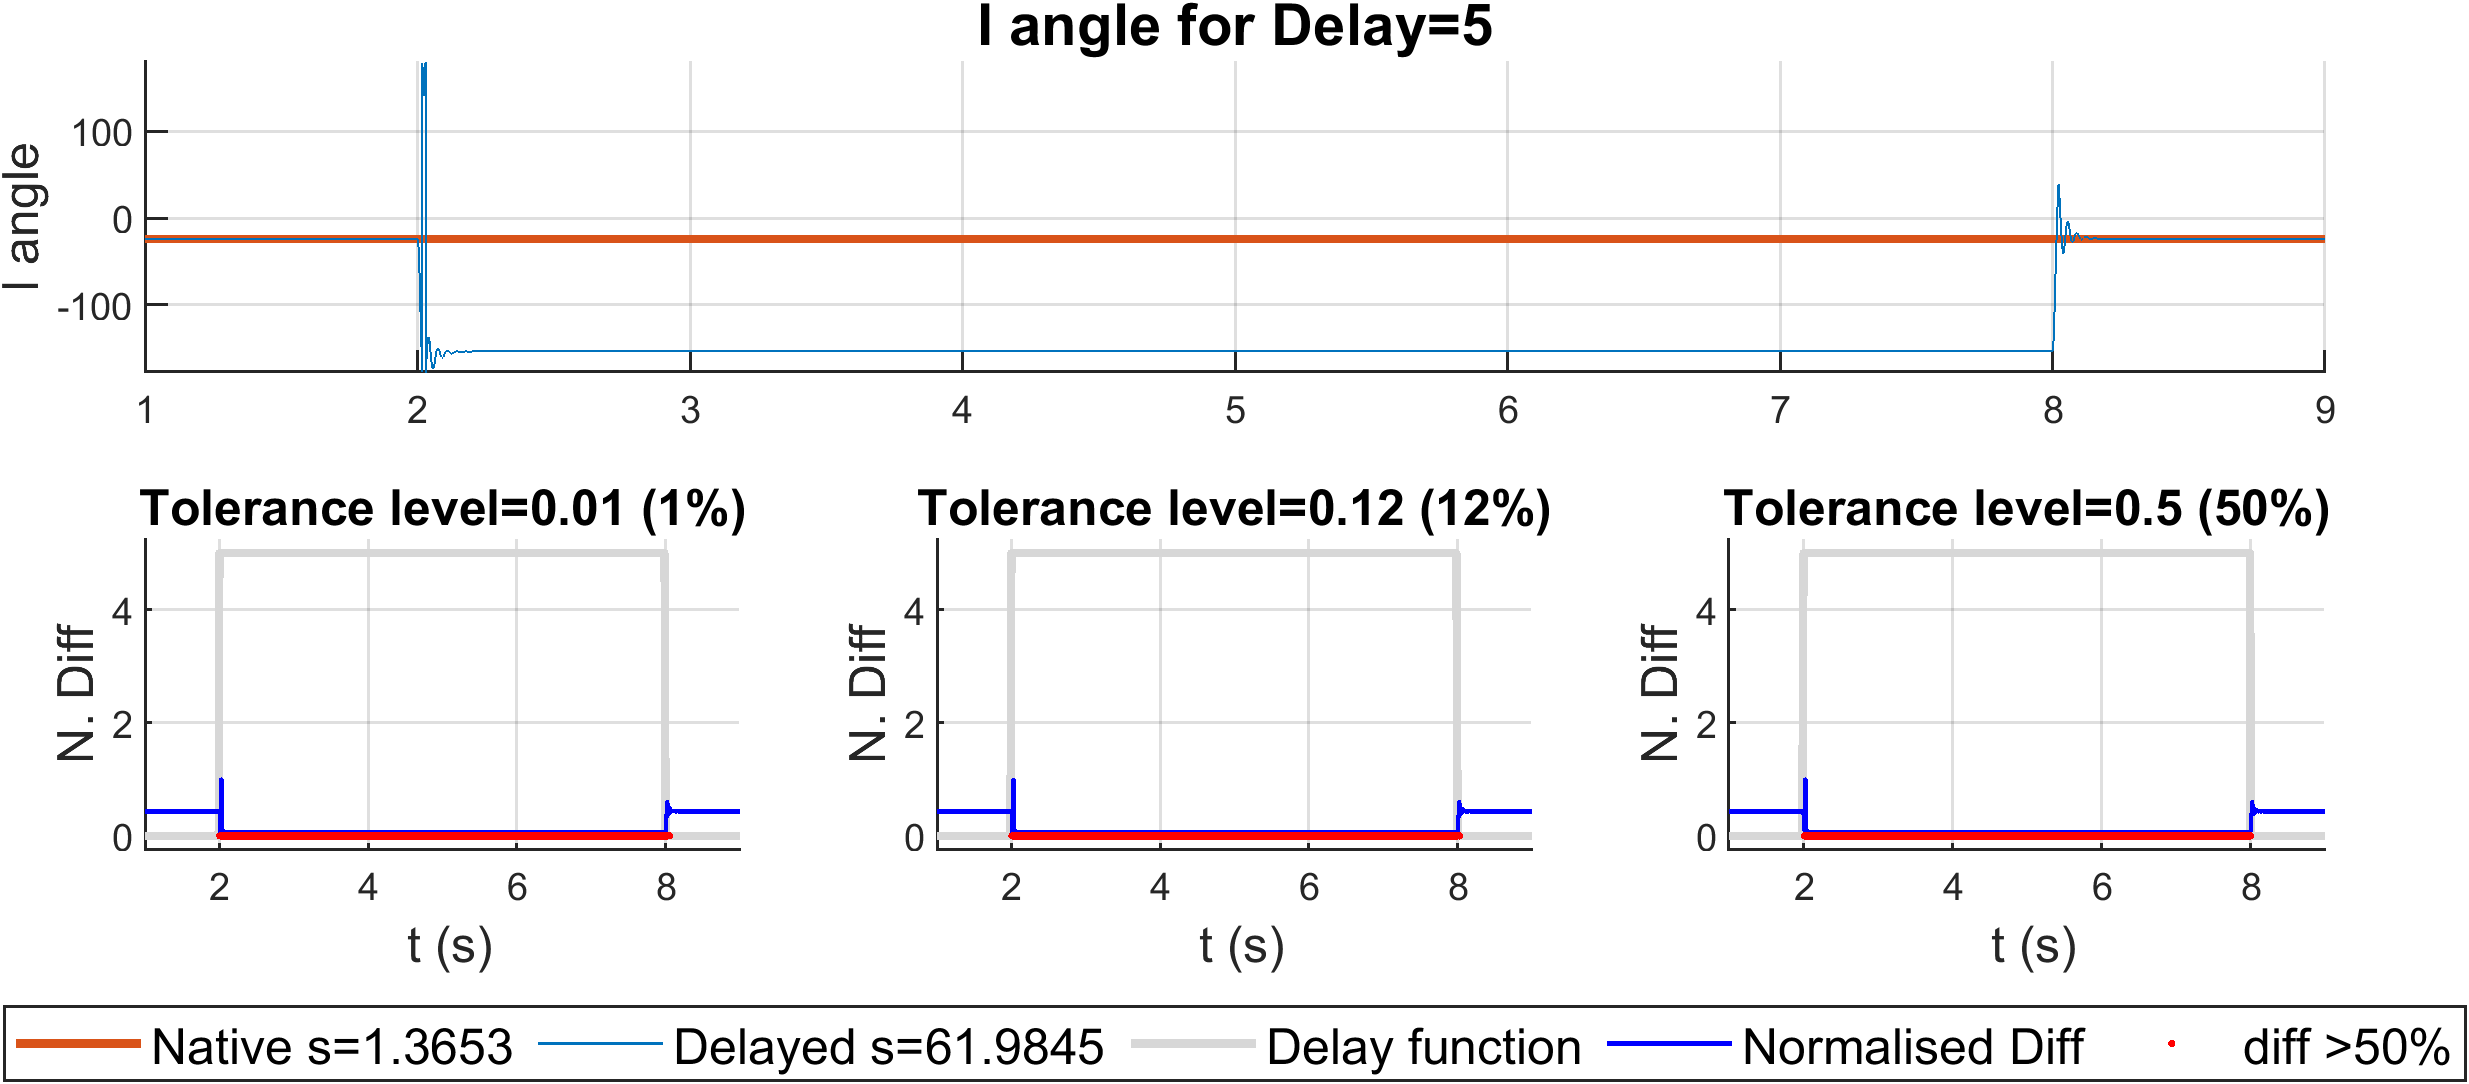 I angle for Delay=5
I angle
100
0
-100
1 2 3 4 5 6 7 8 9
Tolerance level=0.01 (1%)
N. Diff
4
2
0
2 4 6 8
t (s)
Tolerance level=0.12 (12%)
N. Diff
4
2
0
2 4 6 8
t (s)
Tolerance level=0.5 (50%)
N. Diff
4
2
0
2 4 6 8
t (s)
Native s=1.3653 Delayed s=61.9845 Delay function Normalised Diff diff >50%